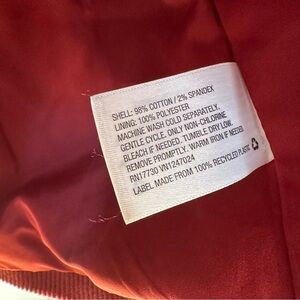 SHELL: 98% COTTON / 2% SPANDEX
LINING: 100% POLYESTER
MACHINE WASH COLD SEPARATELY.
GENTLE CYCLE. ONLY NON-CHLORINE
BLEACH IF NEEDED. TUMBLE DRY LOW.
REMOVE PROMPTLY. WARM IRON IF NEEDED
RN17730 VN1247024
LABEL MADE FROM 100% RECYCLED PLASTIC